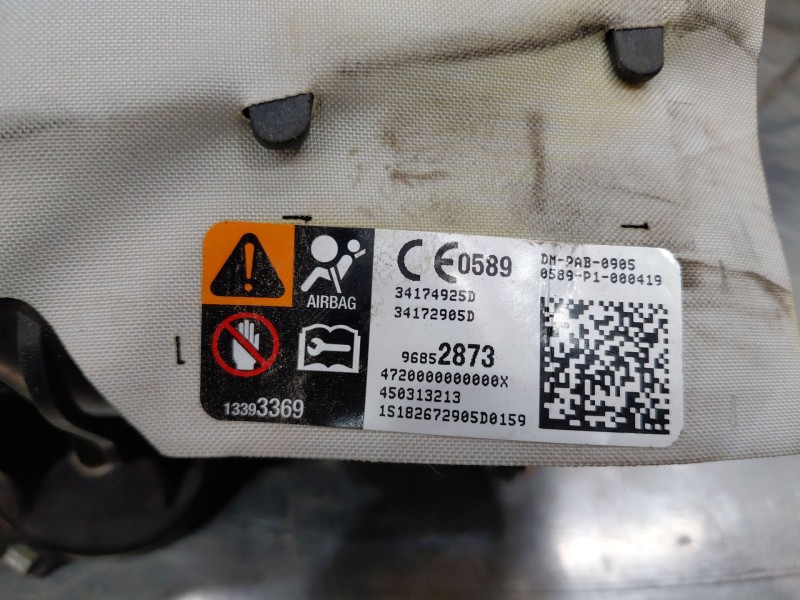 AIRBAG
13393369
CE0589
DM-PAB-0905
0589-P1-000419
34174925D
34172905D
96852873
4720000000000X
450313213
1S182672905D0159